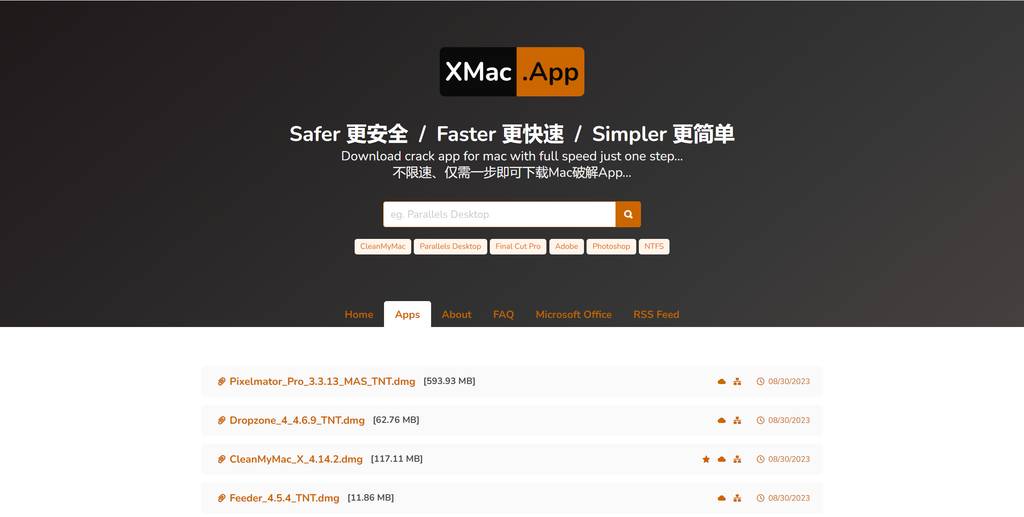 XMac .App
Safer 更安全 / Faster 更快速 / Simpler 更简单
Download crack app for mac with full speed just one step...
不限速、仅需一步即可下载Mac破解App...
eg. Parallels Desktop
CleanMyMac Parallels Desktop Final Cut Pro Adobe Photoshop NTFS
Home Apps About FAQ Microsoft Office RSS Feed
Pixelmator_Pro_3.3.13_MAS_TNT.dmg [593.93 MB] 08/30/2023
Dropzone_4_4.6.9_TNT.dmg [62.76 MB] 08/30/2023
CleanMyMac_X_4.14.2.dmg [117.11 MB] 08/30/2023
Feeder_4.5.4_TNT.dmg [11.86 MB] 08/30/2023